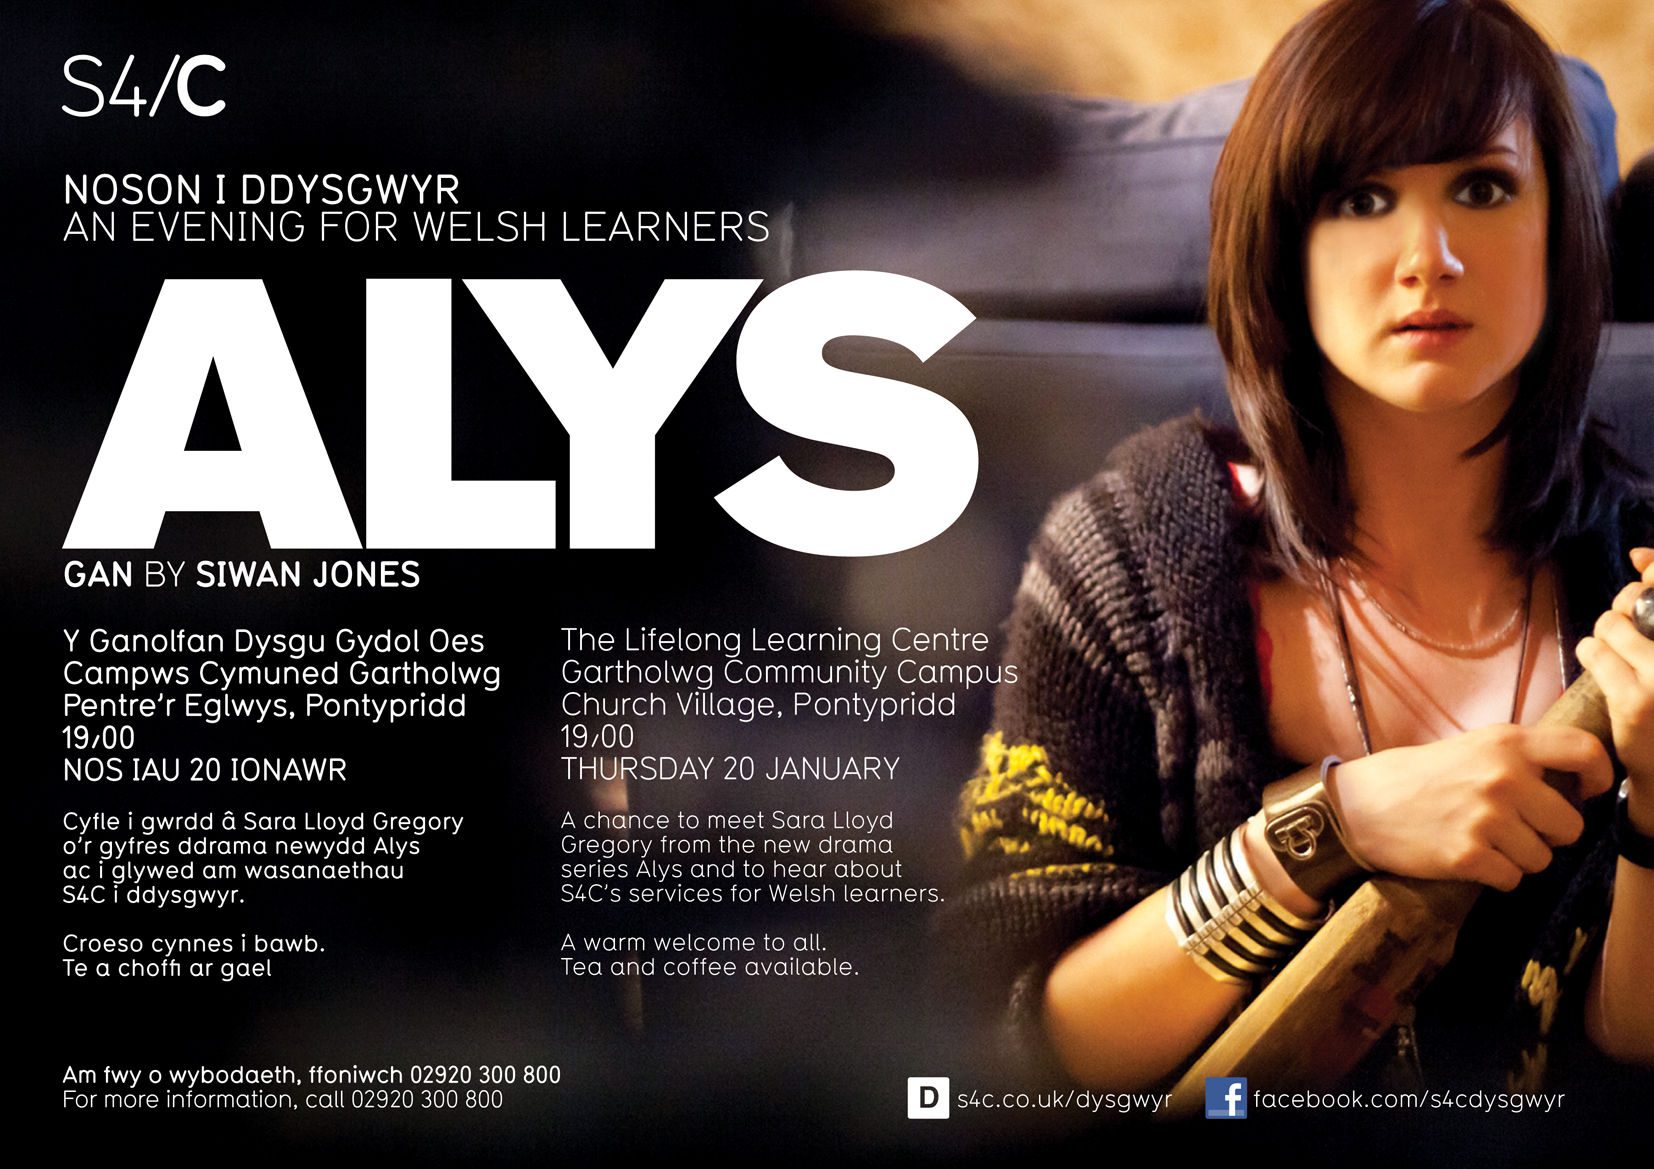 S4/C
NOSON I DDYSGWYR
AN EVENING FOR WELSH LEARNERS
ALYS
GAN BY SIWAN JONES
Y Ganolfan Dysgu Gydol Oes
Campws Cymuned Gartholwg
Pentre'r Eglwys, Pontypridd
19/00
NOS IAU 20 IONAWR
Cyfle i gwrdd â Sara Lloyd Gregory
o'r gyfres ddrama newydd Alys
ac i glywed am wasanaethau
S4C i ddysgwyr.
Croeso cynnes i bawb.
Te a choffi ar gael
The Lifelong Learning Centre
Gartholwg Community Campus
Church Village, Pontypridd
19/00
THURSDAY 20 JANUARY
A chance to meet Sara Lloyd
Gregory from the new drama
series Alys and to hear about
S4C's services for Welsh learners.
A warm welcome to all.
Tea and coffee available.
Am fwy o wybodaeth, ffoniwch 02920 300 800
For more information, call 02920 300 800
D s4c.co.uk/dysgwyr
f facebook.com/s4cdysgwyr